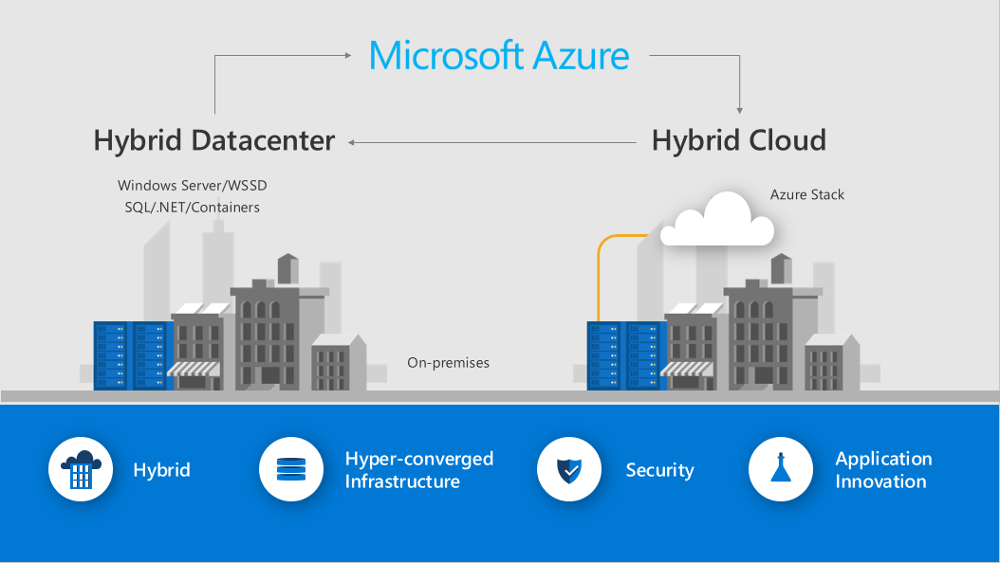 Microsoft Azure
Hybrid Datacenter
Hybrid Cloud
Windows Server/WSSD
SQL/.NET/Containers
Azure Stack
On-premises
Hybrid
Hyper-converged
Infrastructure
Security
Application
Innovation